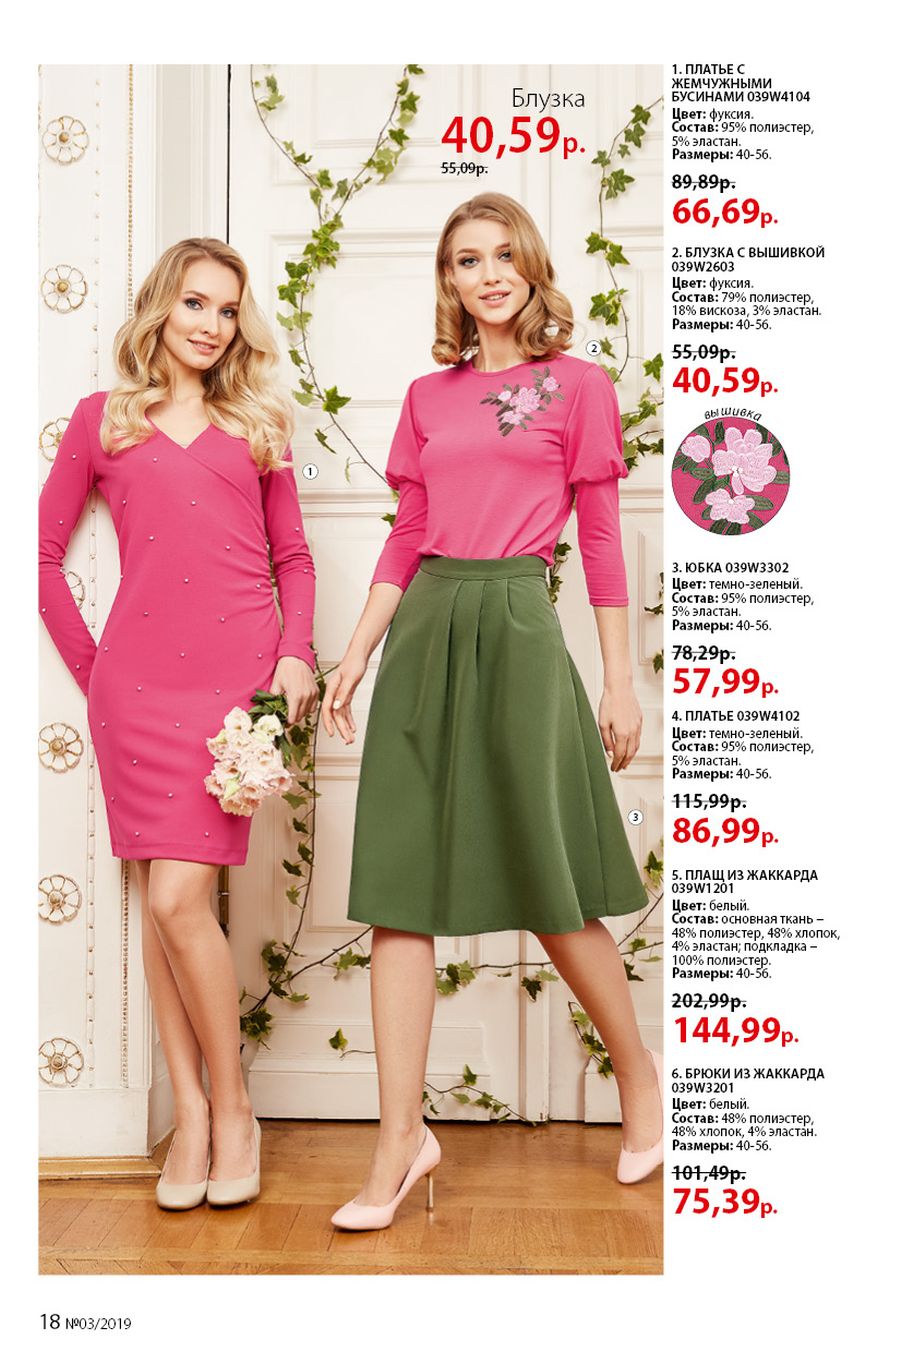 Блузка
40,59р.
55,09р.
1
2
3
1. ПЛАТЬЕ С
ЖЕМЧУЖНЫМИ
БУСИНАМИ 039W4104
Цвет: фуксия.
Состав: 95% полиэстер,
5% эластан.
Размеры: 40-56.
89,89р.
66,69р.
2. БЛУЗКА С ВЫШИВКОЙ
039W2603
Цвет: фуксия.
Состав: 79% полиэстер,
18% вискоза, 3% эластан.
Размеры: 40-56.
55,09р.
40,59р.
вышивка
3. ЮБКА 039W3302
Цвет: темно-зеленый.
Состав: 95% полиэстер,
5% эластан.
Размеры: 40-56.
78,29р.
57,99р.
4. ПЛАТЬЕ 039W4102
Цвет: темно-зеленый.
Состав: 95% полиэстер,
5% эластан.
Размеры: 40-56.
115,99р.
86,99р.
5. ПЛАЩ ИЗ ЖАККАРДА
039W1201
Цвет: белый.
Состав: основная ткань –
48% полиэстер, 48% хлопок,
4% эластан; подкладка –
100% полиэстер.
Размеры: 40-56.
202,99р.
144,99р.
6. БРЮКИ ИЗ ЖАККАРДА
039W3201
Цвет: белый.
Состав: 48% полиэстер,
48% хлопок, 4% эластан.
Размеры: 40-56.
101,49р.
75,39р.
18 №03/2019